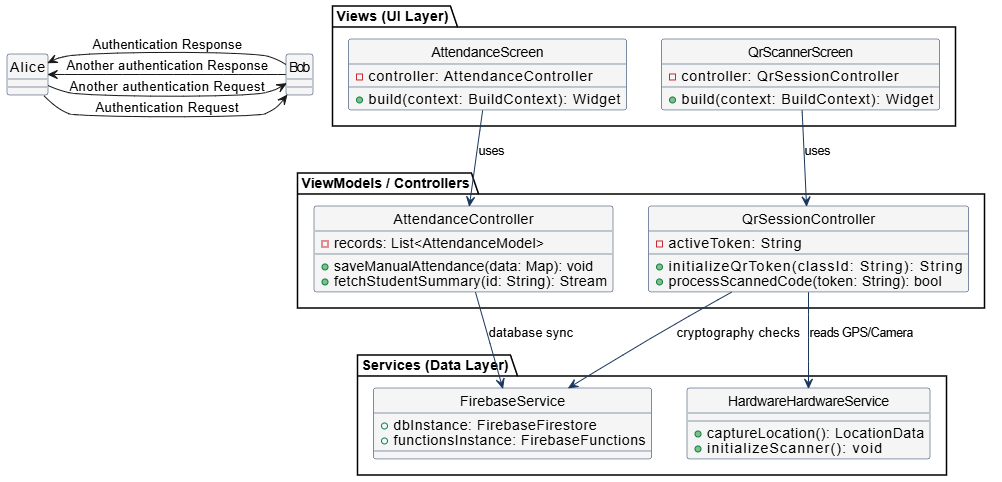 Views (UI Layer)
AttendanceScreen
controller: AttendanceController
build(context: BuildContext): Widget
QrScannerScreen
controller: QrSessionController
build(context: BuildContext): Widget
Authentication Response
Another authentication Response
Alice
Bob
Another authentication Request
Authentication Request
uses
uses
ViewModels / Controllers
AttendanceController
records: List<AttendanceModel>
saveManualAttendance(data: Map): void
fetchStudentSummary(id: String): Stream
QrSessionController
activeToken: String
initializeQrToken(classId: String): String
processScannedCode(token: String): bool
database sync
cryptography checks
reads GPS/Camera
Services (Data Layer)
FirebaseService
dbInstance: FirebaseFirestore
functionsInstance: FirebaseFunctions
HardwareHardwareService
captureLocation(): LocationData
initializeScanner(): void